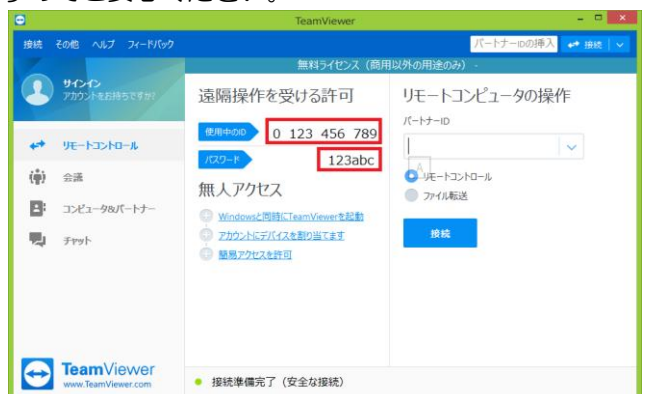 TeamViewer
接続 その他 ヘルプ フィードバック
パートナーIDの挿入 接続
無料ライセンス (商用以外の用途のみ) -
サインイン
アカウントをお持ちですか?
リモートコントロール
会議
コンピュータ&パートナー
チャット
TeamViewer
www.TeamViewer.com
遠隔操作を受ける許可
使用中のID 0 123 456 789
パスワード 123abc
無人アクセス
Windowsと同時にTeamViewerを起動
アカウントにデバイスを割り当てます
簡易アクセスを許可
リモートコンピュータの操作
パートナーID
A
リモートコントロール
ファイル転送
接続
接続準備完了 (安全な接続)